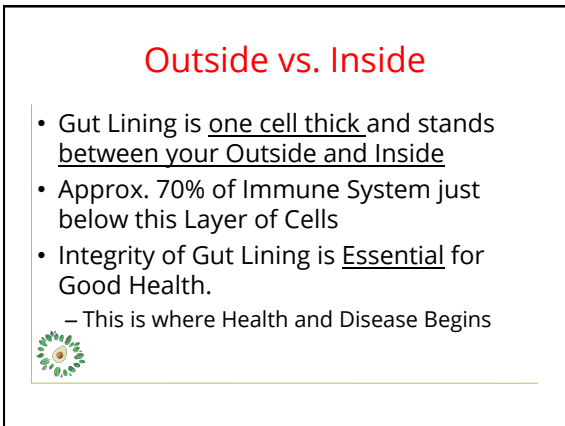 Outside vs. Inside
• Gut Lining is one cell thick and stands
between your Outside and Inside
• Approx. 70% of Immune System just
below this Layer of Cells
• Integrity of Gut Lining is Essential for
Good Health.
– This is where Health and Disease Begins